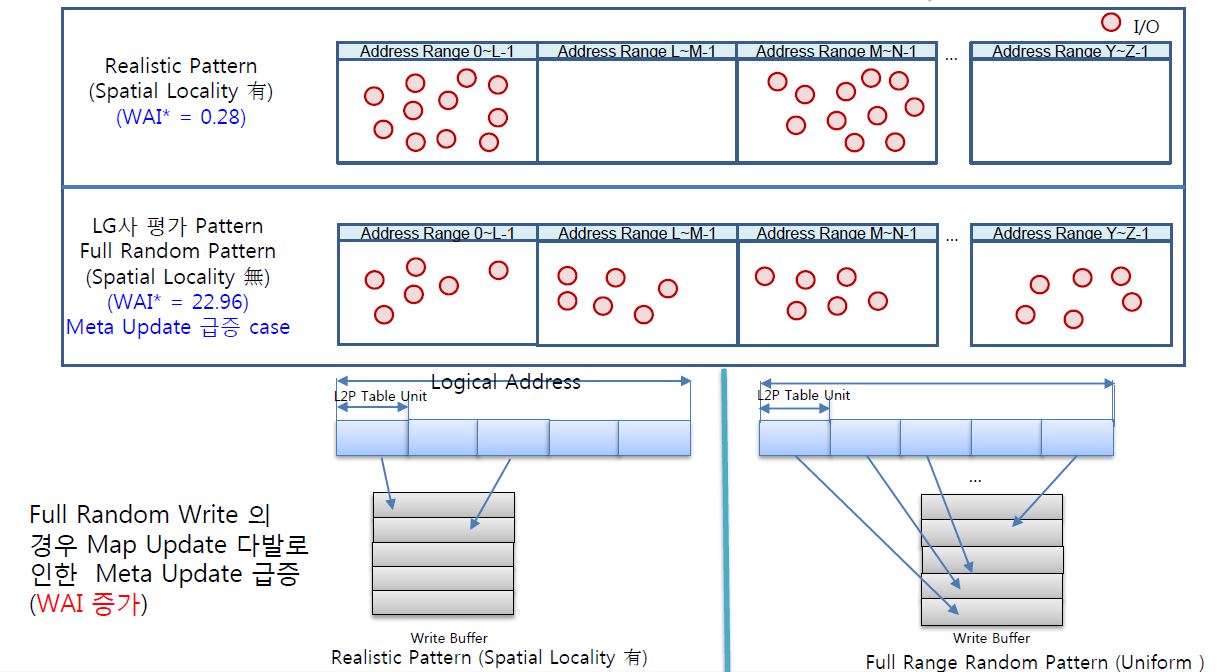 I/O
Realistic Pattern
(Spatial Locality 有)
(WAI* = 0.28)
Address Range 0~L-1
Address Range L~M-1
Address Range M~N-1
...
Address Range Y~Z-1
LG사 평가 Pattern
Full Random Pattern
(Spatial Locality 無)
(WAI* = 22.96)
Meta Update 급증 case
Address Range 0~L-1
Address Range L~M-1
Address Range M~N-1
...
Address Range Y~Z-1
Logical Address
L2P Table Unit
L2P Table Unit
...
Full Random Write 의
경우 Map Update 다발로
인한 Meta Update 급증
(WAI 증가)
Write Buffer
Realistic Pattern (Spatial Locality 有)
Write Buffer
Full Range Random Pattern (Uniform )